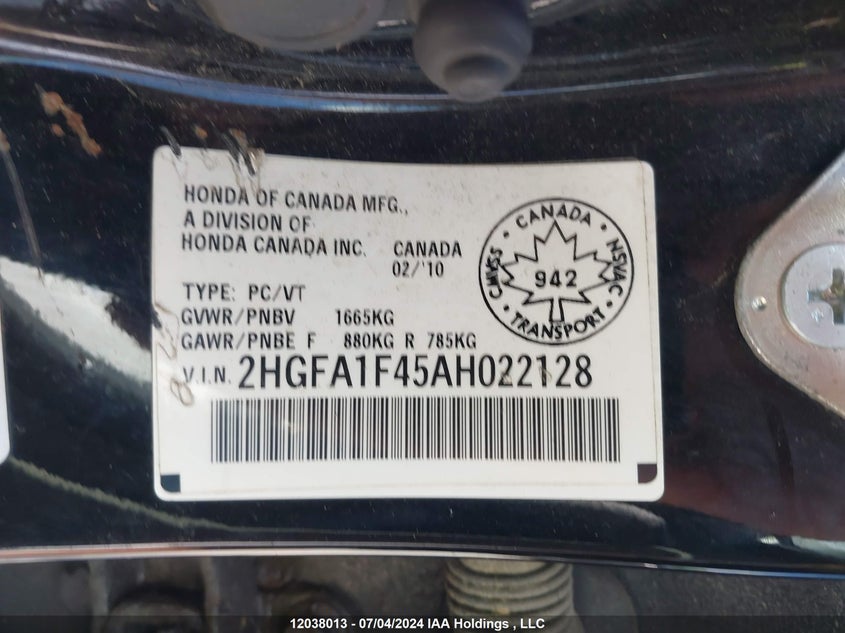 HONDA OF CANADA MFG.,
A DIVISION OF
HONDA CANADA INC. CANADA
02/'10
TYPE: PC/VT
GVWR/PNBV 1665KG
GAWR/PNBE F 880KG R 785KG
V.I.N. 2HGFA1F45AH022128
• CANADA •
NSVAC
942
CMVSS
• TRANSPORT •
12038013 - 07/04/2024 IAA Holdings , LLC